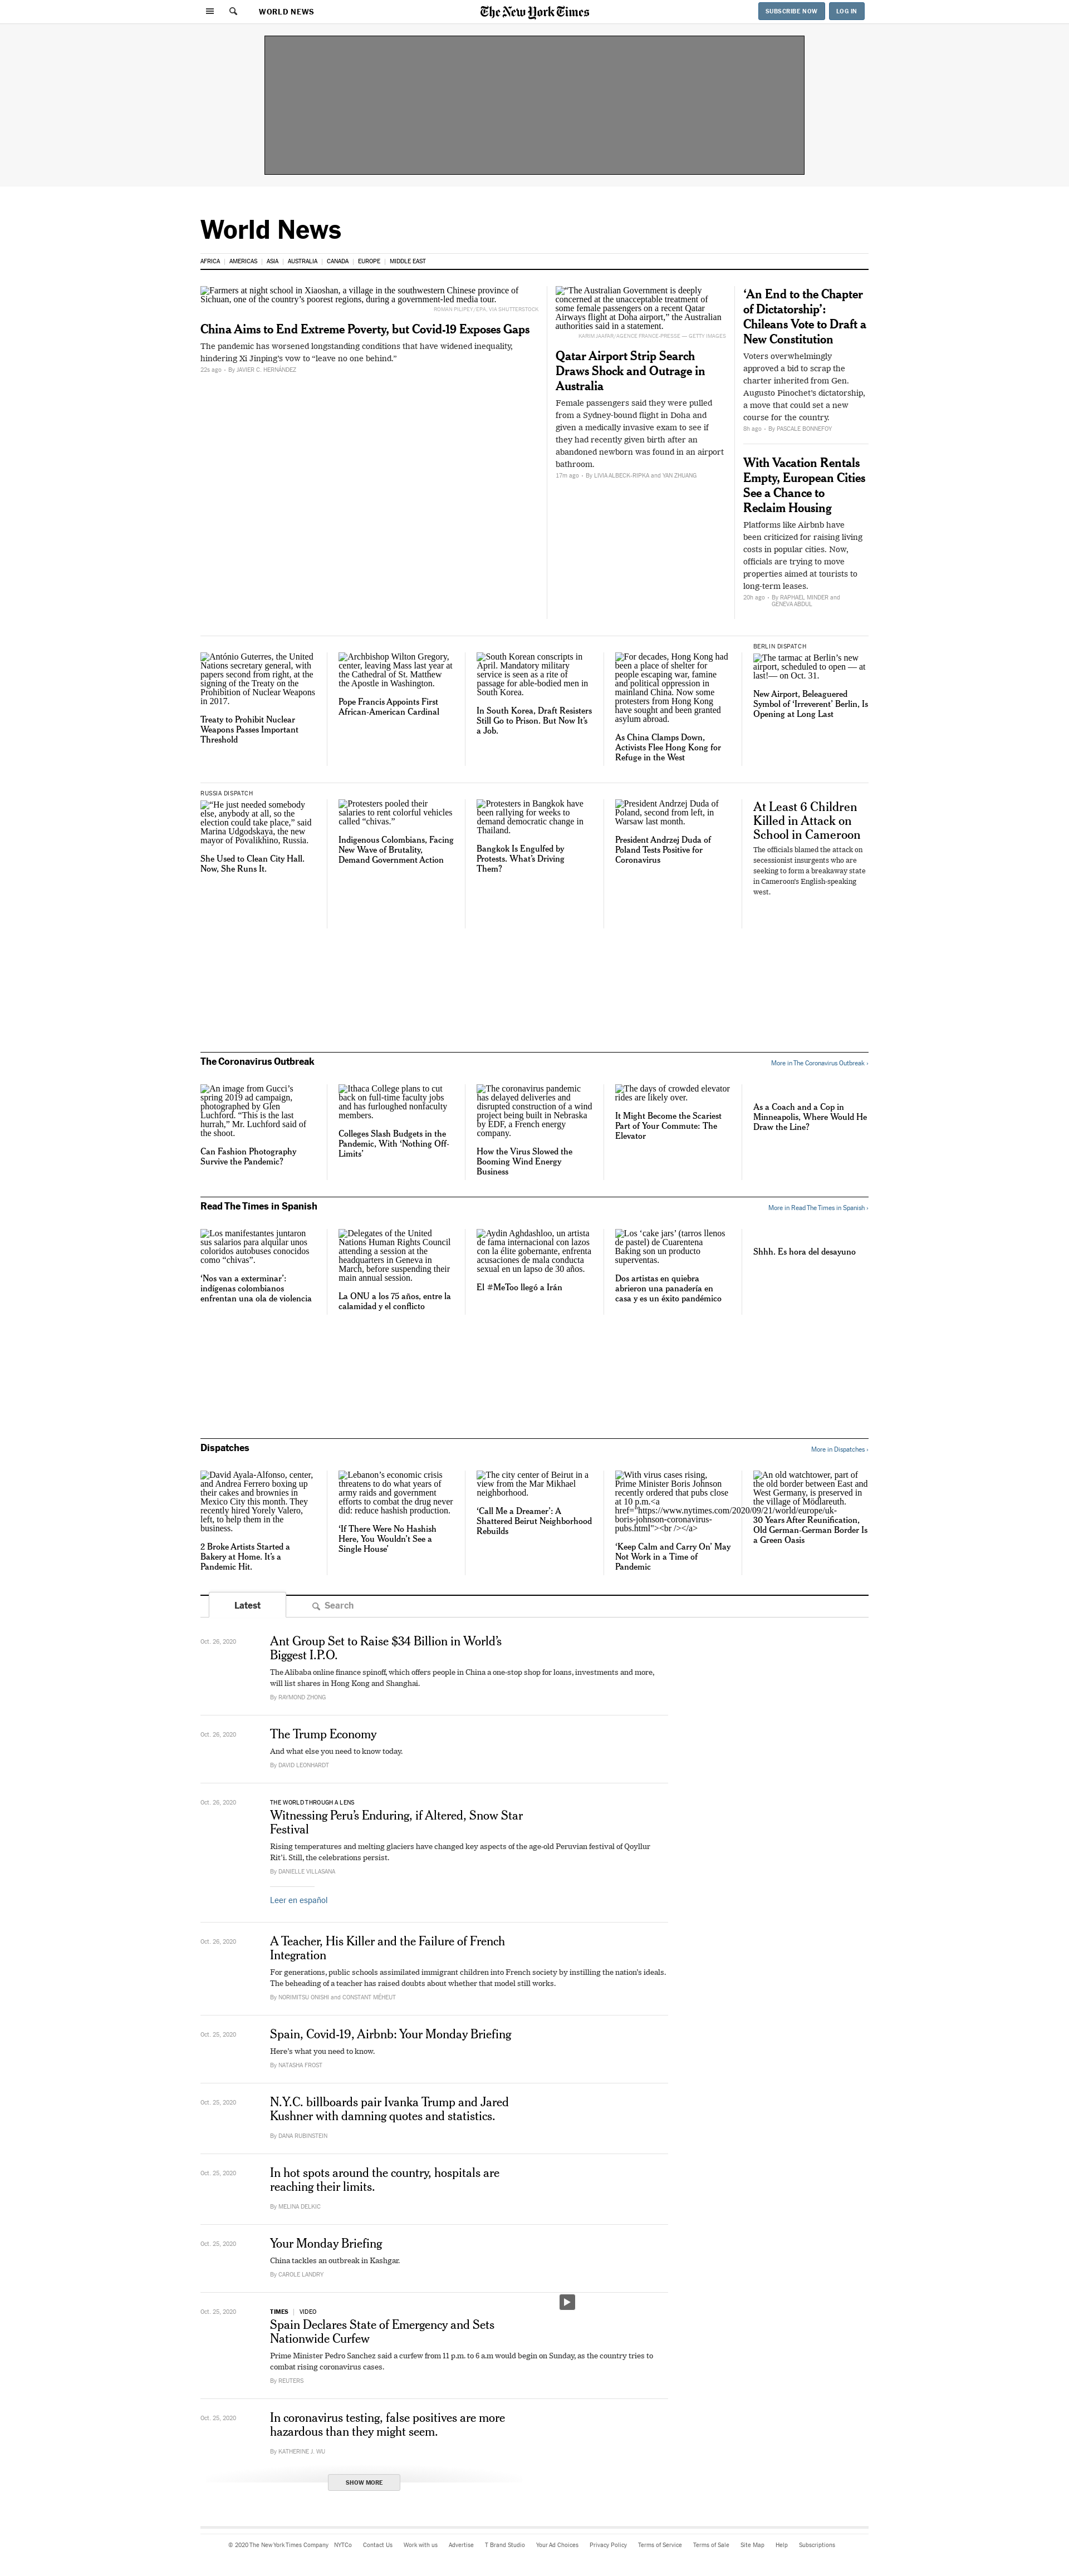 WORLD NEWS
The New York Times
SUBSCRIBE NOW
LOG IN
World News
AFRICA
AMERICAS
ASIA
AUSTRALIA
CANADA
EUROPE
MIDDLE EAST
Farmers at night school in Xiaoshan, a village in the southwestern Chinese province of
Sichuan, one of the country’s poorest regions, during a government-led media tour.
ROMAN PILIPEY/EPA, VIA SHUTTERSTOCK
China Aims to End Extreme Poverty, but Covid-19 Exposes Gaps
The pandemic has worsened longstanding conditions that have widened inequality,
hindering Xi Jinping’s vow to “leave no one behind.”
22s ago
By JAVIER C. HERNÁNDEZ
“The Australian Government is deeply
concerned at the unacceptable treatment of
some female passengers on a recent Qatar
Airways flight at Doha airport,” the Australian
authorities said in a statement.
KARIM JAAFAR/AGENCE FRANCE-PRESSE — GETTY IMAGES
Qatar Airport Strip Search
Draws Shock and Outrage in
Australia
Female passengers said they were pulled
from a Sydney-bound flight in Doha and
given a medically invasive exam to see if
they had recently given birth after an
abandoned newborn was found in an airport
bathroom.
17m ago
By LIVIA ALBECK-RIPKA and YAN ZHUANG
‘An End to the Chapter
of Dictatorship’:
Chileans Vote to Draft a
New Constitution
Voters overwhelmingly
approved a bid to scrap the
charter inherited from Gen.
Augusto Pinochet’s dictatorship,
a move that could set a new
course for the country.
8h ago
By PASCALE BONNEFOY
With Vacation Rentals
Empty, European Cities
See a Chance to
Reclaim Housing
Platforms like Airbnb have
been criticized for raising living
costs in popular cities. Now,
officials are trying to move
properties aimed at tourists to
long-term leases.
20h ago
By RAPHAEL MINDER and
GENEVA ABDUL
António Guterres, the United
Nations secretary general, with
papers second from right, at the
signing of the Treaty on the
Prohibition of Nuclear Weapons
in 2017.
Treaty to Prohibit Nuclear
Weapons Passes Important
Threshold
Archbishop Wilton Gregory,
center, leaving Mass last year at
the Cathedral of St. Matthew
the Apostle in Washington.
Pope Francis Appoints First
African-American Cardinal
South Korean conscripts in
April. Mandatory military
service is seen as a rite of
passage for able-bodied men in
South Korea.
In South Korea, Draft Resisters
Still Go to Prison. But Now It’s
a Job.
For decades, Hong Kong had
been a place of shelter for
people escaping war, famine
and political oppression in
mainland China. Now some
protesters from Hong Kong
have sought and been granted
asylum abroad.
As China Clamps Down,
Activists Flee Hong Kong for
Refuge in the West
BERLIN DISPATCH
The tarmac at Berlin’s new
airport, scheduled to open — at
last!— on Oct. 31.
New Airport, Beleaguered
Symbol of ‘Irreverent’ Berlin, Is
Opening at Long Last
RUSSIA DISPATCH
“He just needed somebody
else, anybody at all, so the
election could take place,” said
Marina Udgodskaya, the new
mayor of Povalikhino, Russia.
She Used to Clean City Hall.
Now, She Runs It.
Protesters pooled their
salaries to rent colorful vehicles
called “chivas.”
Indigenous Colombians, Facing
New Wave of Brutality,
Demand Government Action
Protesters in Bangkok have
been rallying for weeks to
demand democratic change in
Thailand.
Bangkok Is Engulfed by
Protests. What’s Driving
Them?
President Andrzej Duda of
Poland, second from left, in
Warsaw last month.
President Andrzej Duda of
Poland Tests Positive for
Coronavirus
At Least 6 Children
Killed in Attack on
School in Cameroon
The officials blamed the attack on
secessionist insurgents who are
seeking to form a breakaway state
in Cameroon’s English-speaking
west.
The Coronavirus Outbreak
More in The Coronavirus Outbreak ›
An image from Gucci’s
spring 2019 ad campaign,
photographed by Glen
Luchford. “This is the last
hurrah,” Mr. Luchford said of
the shoot.
Can Fashion Photography
Survive the Pandemic?
Ithaca College plans to cut
back on full-time faculty jobs
and has furloughed nonfaculty
members.
Colleges Slash Budgets in the
Pandemic, With ‘Nothing Off-
Limits’
The coronavirus pandemic
has delayed deliveries and
disrupted construction of a wind
project being built in Nebraska
by EDF, a French energy
company.
How the Virus Slowed the
Booming Wind Energy
Business
The days of crowded elevator
rides are likely over.
It Might Become the Scariest
Part of Your Commute: The
Elevator
As a Coach and a Cop in
Minneapolis, Where Would He
Draw the Line?
Read The Times in Spanish
More in Read The Times in Spanish ›
Los manifestantes juntaron
sus salarios para alquilar unos
coloridos autobuses conocidos
como “chivas”.
‘Nos van a exterminar’:
indígenas colombianos
enfrentan una ola de violencia
Delegates of the United
Nations Human Rights Council
attending a session at the
headquarters in Geneva in
March, before suspending their
main annual session.
La ONU a los 75 años, entre la
calamidad y el conflicto
Aydin Aghdashloo, un artista
de fama internacional con lazos
con la élite gobernante, enfrenta
acusaciones de mala conducta
sexual en un lapso de 30 años.
El #MeToo llegó a Irán
Los ‘cake jars’ (tarros llenos
de pastel) de Cuarentena
Baking son un producto
superventas.
Dos artistas en quiebra
abrieron una panadería en
casa y es un éxito pandémico
Shhh. Es hora del desayuno
Dispatches
More in Dispatches ›
David Ayala-Alfonso, center,
and Andrea Ferrero boxing up
their cakes and brownies in
Mexico City this month. They
recently hired Yorely Valero,
left, to help them in the
business.
2 Broke Artists Started a
Bakery at Home. It’s a
Pandemic Hit.
Lebanon’s economic crisis
threatens to do what years of
army raids and government
efforts to combat the drug never
did: reduce hashish production.
‘If There Were No Hashish
Here, You Wouldn’t See a
Single House’
The city center of Beirut in a
view from the Mar Mikhael
neighborhood.
‘Call Me a Dreamer’: A
Shattered Beirut Neighborhood
Rebuilds
With virus cases rising,
Prime Minister Boris Johnson
recently ordered that pubs close
at 10 p.m.<a
href="https://www.nytimes.com/2020/09/21/world/europe/uk-
boris-johnson-coronavirus-
pubs.html"><br /></a>
‘Keep Calm and Carry On’ May
Not Work in a Time of
Pandemic
An old watchtower, part of
the old border between East and
West Germany, is preserved in
the village of Mödlareuth.
30 Years After Reunification,
Old German-German Border Is
a Green Oasis
Latest
Search
Oct. 26, 2020
Ant Group Set to Raise $34 Billion in World’s
Biggest I.P.O.
The Alibaba online finance spinoff, which offers people in China a one-stop shop for loans, investments and more,
will list shares in Hong Kong and Shanghai.
By RAYMOND ZHONG
Oct. 26, 2020
The Trump Economy
And what else you need to know today.
By DAVID LEONHARDT
Oct. 26, 2020
THE WORLD THROUGH A LENS
Witnessing Peru’s Enduring, if Altered, Snow Star
Festival
Rising temperatures and melting glaciers have changed key aspects of the age-old Peruvian festival of Qoyllur
Rit’i. Still, the celebrations persist.
By DANIELLE VILLASANA
Leer en español
Oct. 26, 2020
A Teacher, His Killer and the Failure of French
Integration
For generations, public schools assimilated immigrant children into French society by instilling the nation’s ideals.
The beheading of a teacher has raised doubts about whether that model still works.
By NORIMITSU ONISHI and CONSTANT MÉHEUT
Oct. 25, 2020
Spain, Covid-19, Airbnb: Your Monday Briefing
Here’s what you need to know.
By NATASHA FROST
Oct. 25, 2020
N.Y.C. billboards pair Ivanka Trump and Jared
Kushner with damning quotes and statistics.
By DANA RUBINSTEIN
Oct. 25, 2020
In hot spots around the country, hospitals are
reaching their limits.
By MELINA DELKIC
Oct. 25, 2020
Your Monday Briefing
China tackles an outbreak in Kashgar.
By CAROLE LANDRY
Oct. 25, 2020
TIMES | VIDEO
Spain Declares State of Emergency and Sets
Nationwide Curfew
Prime Minister Pedro Sanchez said a curfew from 11 p.m. to 6 a.m would begin on Sunday, as the country tries to
combat rising coronavirus cases.
By REUTERS
Oct. 25, 2020
In coronavirus testing, false positives are more
hazardous than they might seem.
By KATHERINE J. WU
SHOW MORE
© 2020 The New York Times Company
NYTCo
Contact Us
Work with us
Advertise
T Brand Studio
Your Ad Choices
Privacy Policy
Terms of Service
Terms of Sale
Site Map
Help
Subscriptions